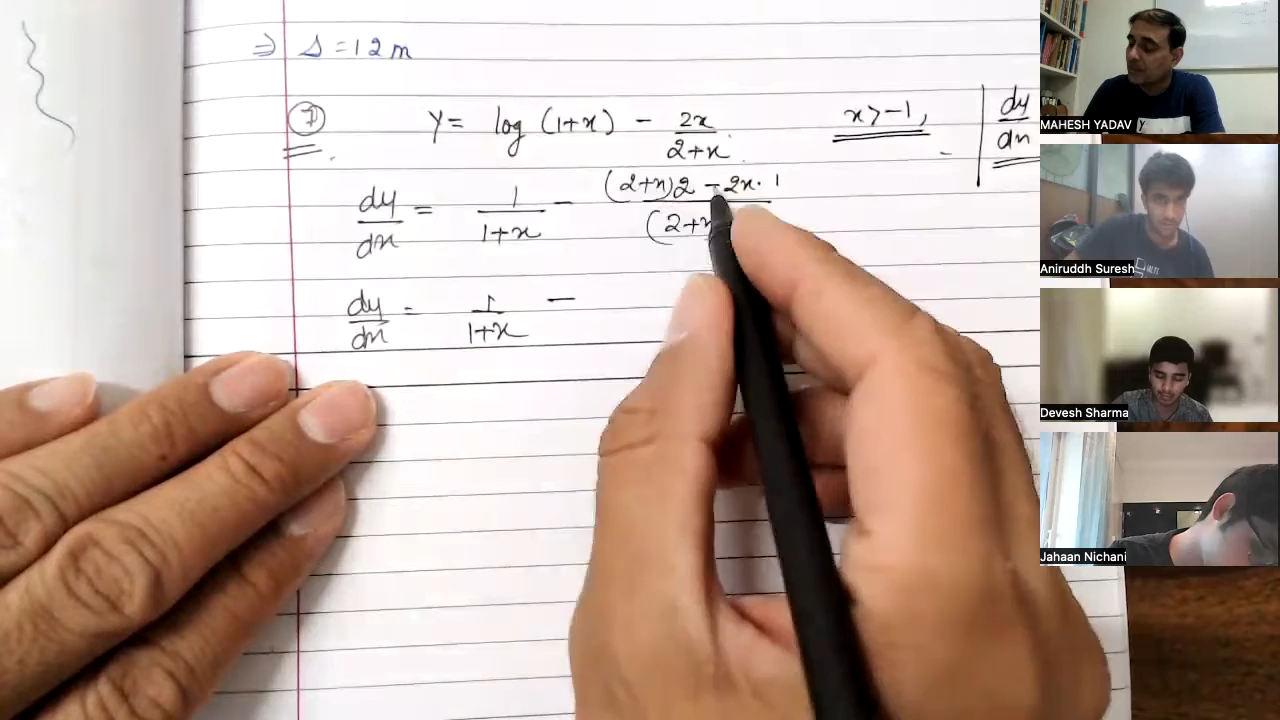 ⇒ S = 12 m
⑦ Y = log (1+x) - 2x/2+x x > -1, dy/dx
dy/dx = 1/1+x - (2+x)2 - 2x·1/(2+x
dy/dx = 1/1+x -
MAHESH YADAV
Aniruddh Suresh
Devesh Sharma
Jahaan Nichani